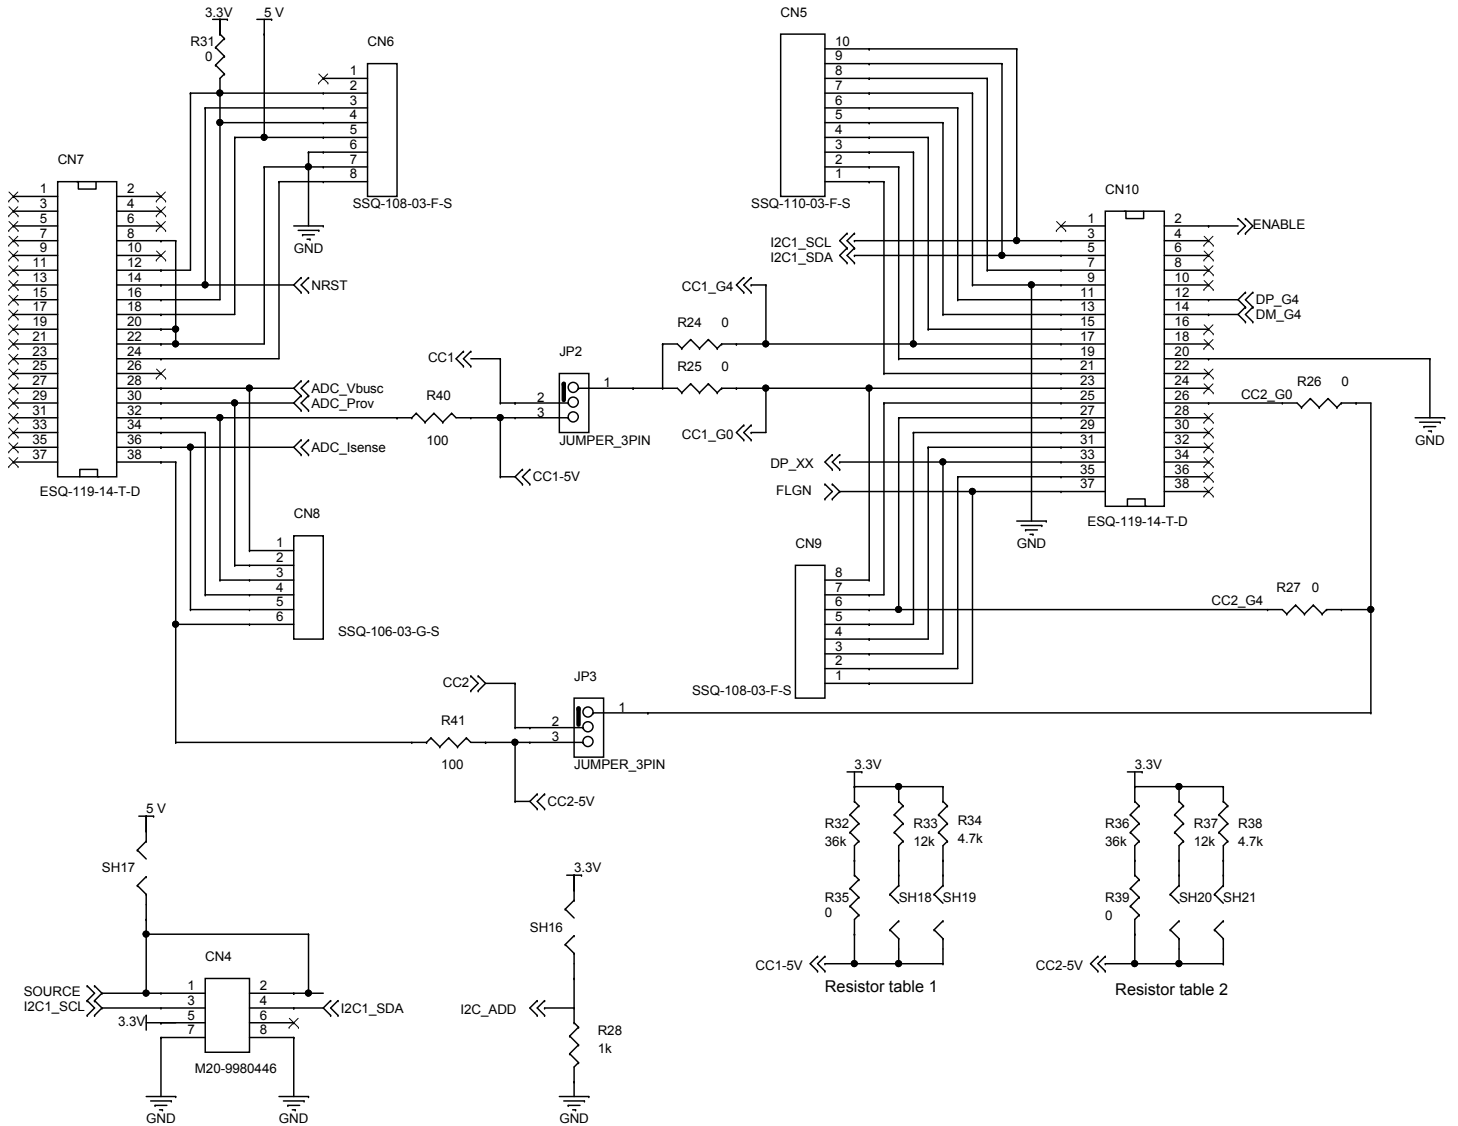 3.3V
5 V
R31
0
CN6
1
2
3
4
5
6
7
8
SSQ-108-03-F-S
GND
CN7
1 2
3 4
5 6
7 8
9 10
11 12
13 14
15 16
17 18
19 20
21 22
23 24
25 26
27 28
29 30
31 32
33 34
35 36
37 38
ESQ-119-14-T-D
NRST
ADC_Vbusc
ADC_Prov
ADC_Isense
CN8
1
2
3
4
5
6
SSQ-106-03-G-S
R40
100
CC1
JP2
1
2
3
JUMPER_3PIN
CC1-5V
CC1_G4
R24 0
R25 0
CC1_G0
CN5
10
9
8
7
6
5
4
3
2
1
SSQ-110-03-F-S
I2C1_SCL
I2C1_SDA
CN10
1 2
3 4
5 6
7 8
9 10
11 12
13 14
15 16
17 18
19 20
21 22
23 24
25 26
27 28
29 30
31 32
33 34
35 36
37 38
ESQ-119-14-T-D
ENABLE
DP_G4
DM_G4
CC2_G0
R26 0
GND
DP_XX
FLGN
GND
CN9
8
7
6
5
4
3
2
1
SSQ-108-03-F-S
CC2_G4
R27 0
CC2
JP3
1
2
3
JUMPER_3PIN
R41
100
CC2-5V
5 V
SH17
CN4
SOURCE
I2C1_SCL
3.3V
1 2
3 4
5 6
7 8
I2C1_SDA
M20-9980446
GND
GND
3.3V
SH16
I2C_ADD
R28
1k
GND
3.3V
R32
36k
R33
12k
R34
4.7k
R35
0
SH18
SH19
CC1-5V
Resistor table 1
3.3V
R36
36k
R37
12k
R38
4.7k
R39
0
SH20
SH21
CC2-5V
Resistor table 2